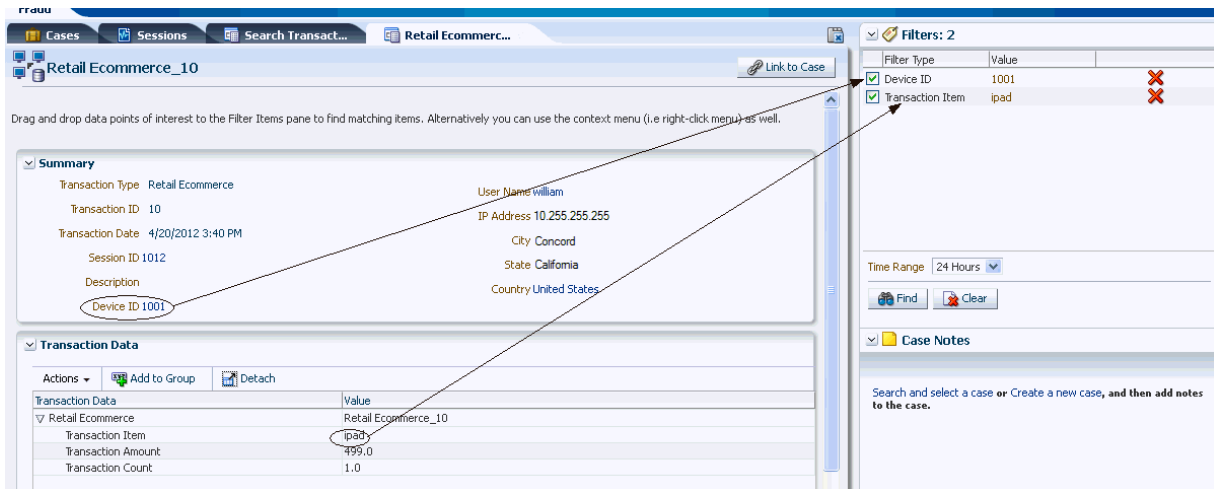 Fraud
Cases
Sessions
Search Transact...
Retail Ecommerc...
Retail Ecommerce_10
Link to Case
Drag and drop data points of interest to the Filter Items pane to find matching items. Alternatively you can use the context menu (i.e right-click menu) as well.
Summary
Transaction Type Retail Ecommerce
Transaction ID 10
Transaction Date 4/20/2012 3:40 PM
Session ID 1012
Description
Device ID 1001
User Name william
IP Address 10.255.255.255
City Concord
State California
Country United States
Transaction Data
Actions
Add to Group
Detach
Transaction Data Value
Retail Ecommerce Retail Ecommerce_10
Transaction Item ipad
Transaction Amount 499.0
Transaction Count 1.0
Filters: 2
Filter Type Value
Device ID 1001
Transaction Item ipad
Time Range 24 Hours
Find
Clear
Case Notes
Search and select a case or Create a new case, and then add notes
to the case.